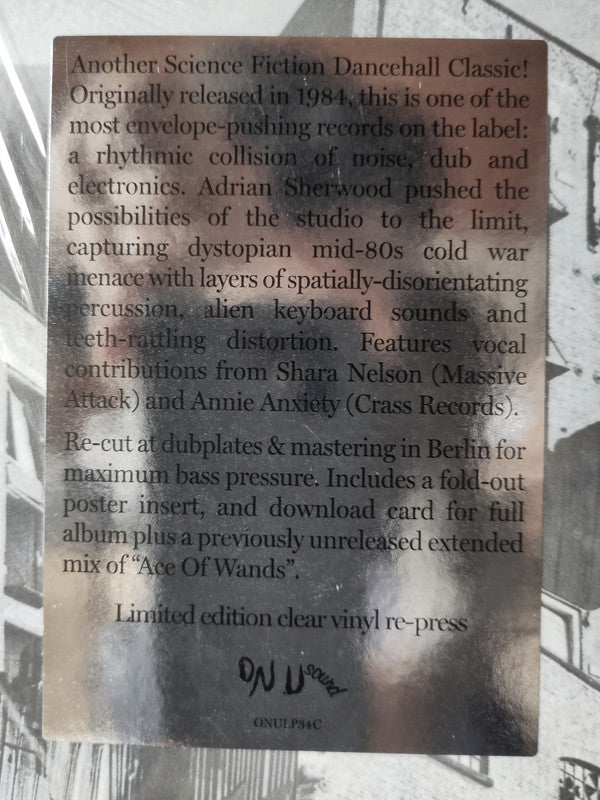 Another Science Fiction Dancehall Classic!
Originally released in 1984, this is one of the
most envelope-pushing records on the label:
a rhythmic collision of noise, dub and
electronics. Adrian Sherwood pushed the
possibilities of the studio to the limit,
capturing dystopian mid-80s cold war
menace with layers of spatially-disorientating
percussion, alien keyboard sounds and
teeth-rattling distortion. Features vocal
contributions from Shara Nelson (Massive
Attack) and Annie Anxiety (Crass Records).
Re-cut at dubplates & mastering in Berlin for
maximum bass pressure. Includes a fold-out
poster insert, and download card for full
album plus a previously unreleased extended
mix of “Ace Of Wands”.
Limited edition clear vinyl re-press
ON U sound
ONULP34C